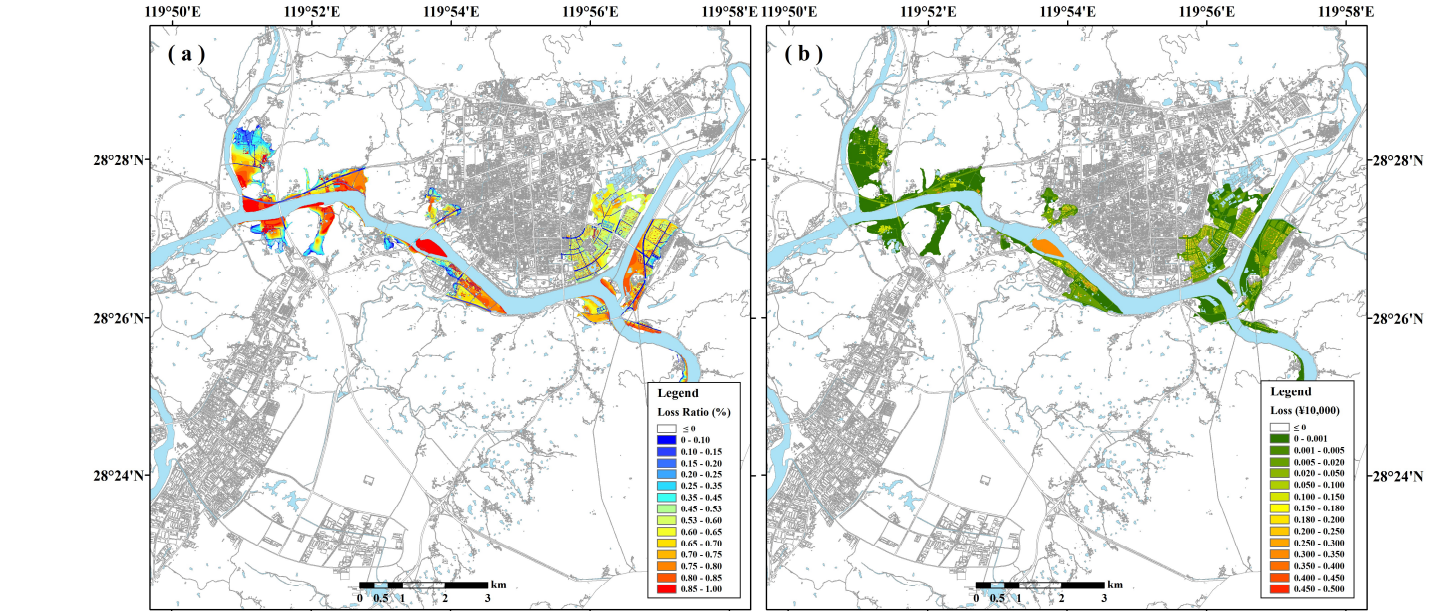 119°50'E 119°52'E 119°54'E 119°56'E 119°58'E 119°50'E 119°52'E 119°54'E 119°56'E 119°58'E
( a )
( b )
28°28'N
28°28'N
28°26'N
28°26'N
28°24'N
28°24'N
Legend
Loss Ratio (%)
≤ 0
0 - 0.10
0.10 - 0.15
0.15 - 0.20
0.20 - 0.25
0.25 - 0.35
0.35 - 0.45
0.45 - 0.53
0.53 - 0.60
0.60 - 0.65
0.65 - 0.70
0.70 - 0.75
0.75 - 0.80
0.80 - 0.85
0.85 - 1.00
km
0 0.5 1 2 3
Legend
Loss (¥10,000)
≤ 0
0 - 0.001
0.001 - 0.005
0.005 - 0.020
0.020 - 0.050
0.050 - 0.100
0.100 - 0.150
0.150 - 0.180
0.180 - 0.200
0.200 - 0.250
0.250 - 0.300
0.300 - 0.350
0.350 - 0.400
0.400 - 0.450
0.450 - 0.500
km
0 0.5 1 2 3